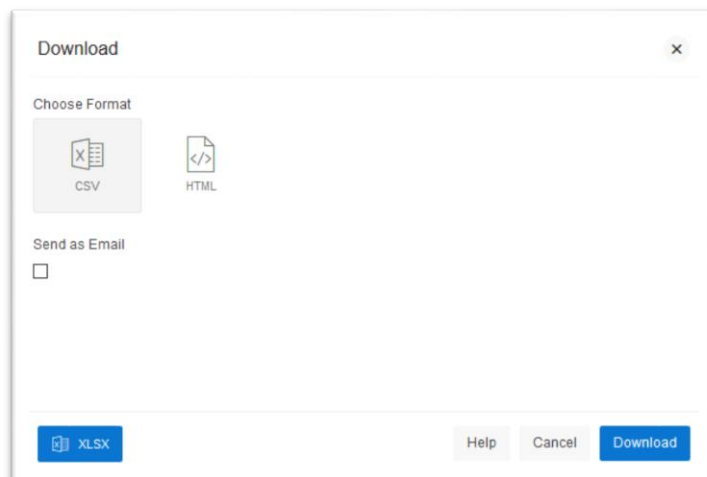 Download
Choose Format
CSV
HTML
Send as Email
XLSX
Help
Cancel
Download